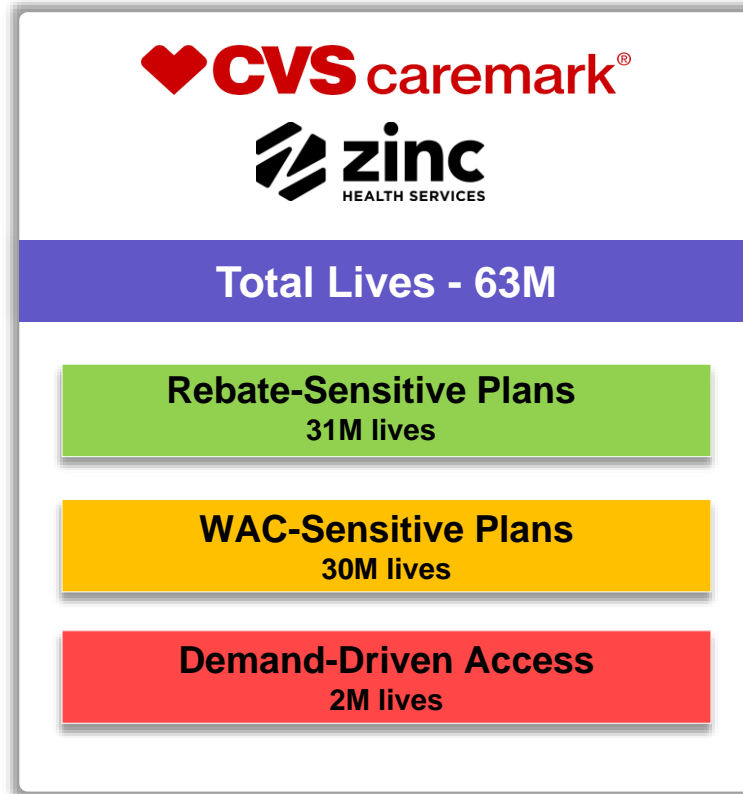 CVS caremark®
zinc
HEALTH SERVICES
Total Lives - 63M
Rebate-Sensitive Plans
31M lives
WAC-Sensitive Plans
30M lives
Demand-Driven Access
2M lives